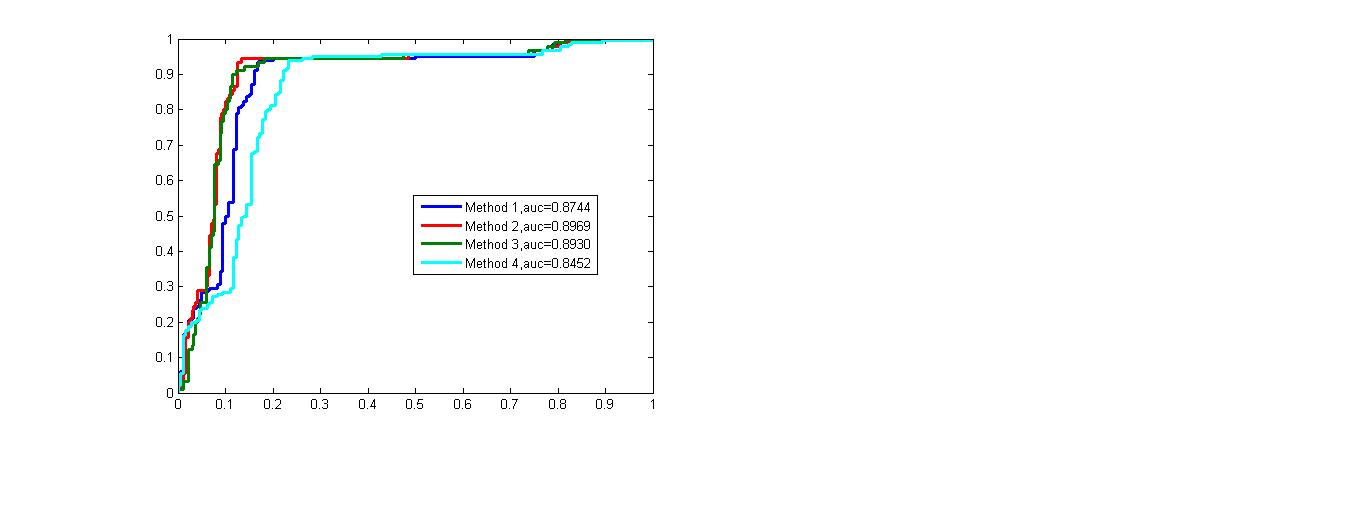 1
0.9
0.8
0.7
0.6
0.5
0.4
0.3
0.2
0.1
0
Method 1,auc=0.8744
Method 2,auc=0.8969
Method 3,auc=0.8930
Method 4,auc=0.8452
0 0.1 0.2 0.3 0.4 0.5 0.6 0.7 0.8 0.9 1